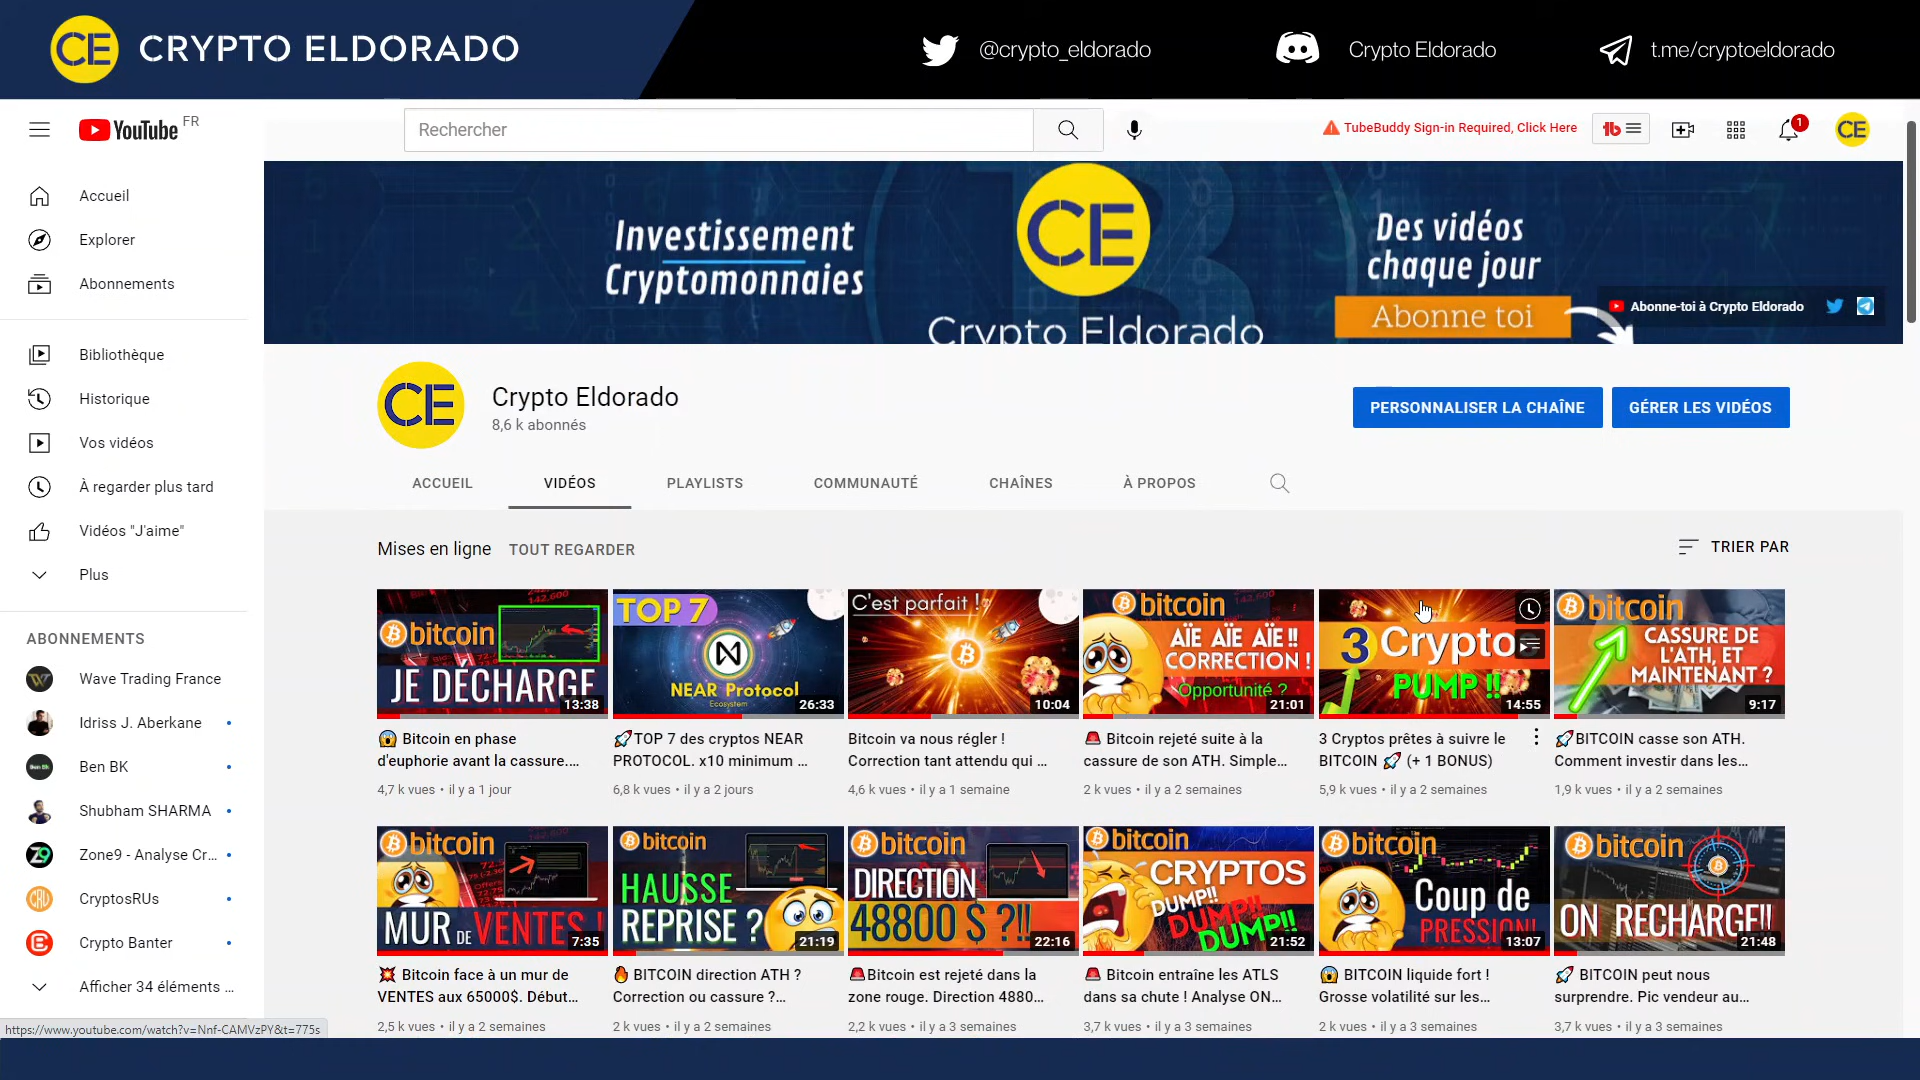 CE CRYPTO ELDORADO
@crypto_eldorado
Crypto Eldorado
t.me/cryptoeldorado
YouTube FR
Rechercher
TubeBuddy Sign-in Required, Click Here
tb
1
CE
Accueil
Explorer
Abonnements
Bibliothèque
Historique
Vos vidéos
À regarder plus tard
Vidéos "J'aime"
Plus
ABONNEMENTS
Wave Trading France
Idriss J. Aberkane
Ben BK
Shubham SHARMA
Zone9 - Analyse Cr...
CryptosRUs
Crypto Banter
Afficher 34 éléments ...
https://www.youtube.com/watch?v=Nnf-CAMVzPY&t=775s
Investissement
Cryptomonnaies
CE
Crypto Eldorado
Des vidéos
chaque jour
Abonne toi
Abonne-toi à Crypto Eldorado
CE
Crypto Eldorado
8,6 k abonnés
PERSONNALISER LA CHAÎNE
GÉRER LES VIDÉOS
ACCUEIL
VIDÉOS
PLAYLISTS
COMMUNAUTÉ
CHAÎNES
À PROPOS
Mises en ligne
TOUT REGARDER
TRIER PAR
bitcoin
JE DÉCHARGE
13:38
😱 Bitcoin en phase
d'euphorie avant la cassure....
4,7 k vues • il y a 1 jour
TOP 7
NEAR Protocol
Ecosystem
26:33
🚀TOP 7 des cryptos NEAR
PROTOCOL. x10 minimum ...
6,8 k vues • il y a 2 jours
C'est parfait !
10:04
Bitcoin va nous régler !
Correction tant attendu qui ...
4,6 k vues • il y a 1 semaine
bitcoin
AÏE AÏE AÏE !!
CORRECTION !
Opportunité ?
21:01
🚨 Bitcoin rejeté suite à la
cassure de son ATH. Simple...
2 k vues • il y a 2 semaines
3 Crypto
PUMP !!
14:55
3 Cryptos prêtes à suivre le
BITCOIN 🚀 (+ 1 BONUS)
5,9 k vues • il y a 2 semaines
bitcoin
CASSURE DE
L'ATH, ET
MAINTENANT ?
9:17
🚀BITCOIN casse son ATH.
Comment investir dans les...
1,9 k vues • il y a 2 semaines
bitcoin
MUR DE VENTES !
7:35
💥 Bitcoin face à un mur de
VENTES aux 65000$. Début...
2,5 k vues • il y a 2 semaines
bitcoin
HAUSSE
REPRISE ?
21:19
🔥 BITCOIN direction ATH ?
Correction ou cassure ?...
2 k vues • il y a 2 semaines
bitcoin
DIRECTION
48800 $ ?!!
22:16
🚨Bitcoin est rejeté dans la
zone rouge. Direction 4880...
2,2 k vues • il y a 3 semaines
bitcoin
CRYPTOS
DUMP!!
DUMP!!
DUMP!!
21:52
🚨 Bitcoin entraîne les ATLS
dans sa chute ! Analyse ON...
3,7 k vues • il y a 3 semaines
bitcoin
Coup de
PRESSION!
13:07
😱 BITCOIN liquide fort !
Grosse volatilité sur les...
2 k vues • il y a 3 semaines
bitcoin
ON RECHARGE!!
21:48
🚀 BITCOIN peut nous
surprendre. Pic vendeur au...
3,7 k vues • il y a 3 semaines